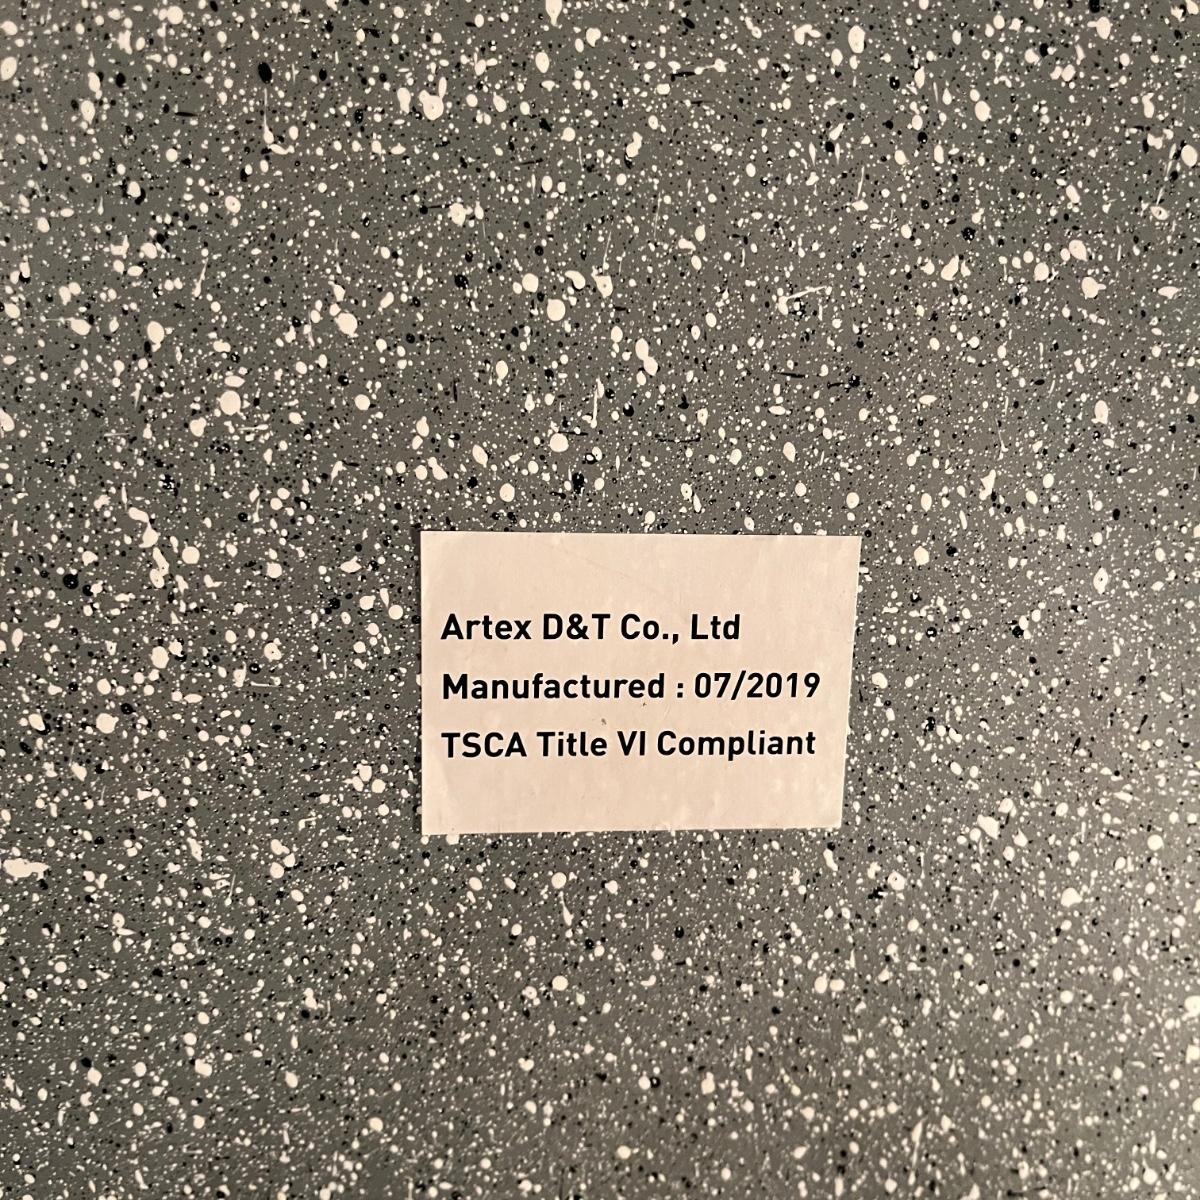 Artex D&T Co., Ltd
Manufactured : 07/2019
TSCA Title VI Compliant